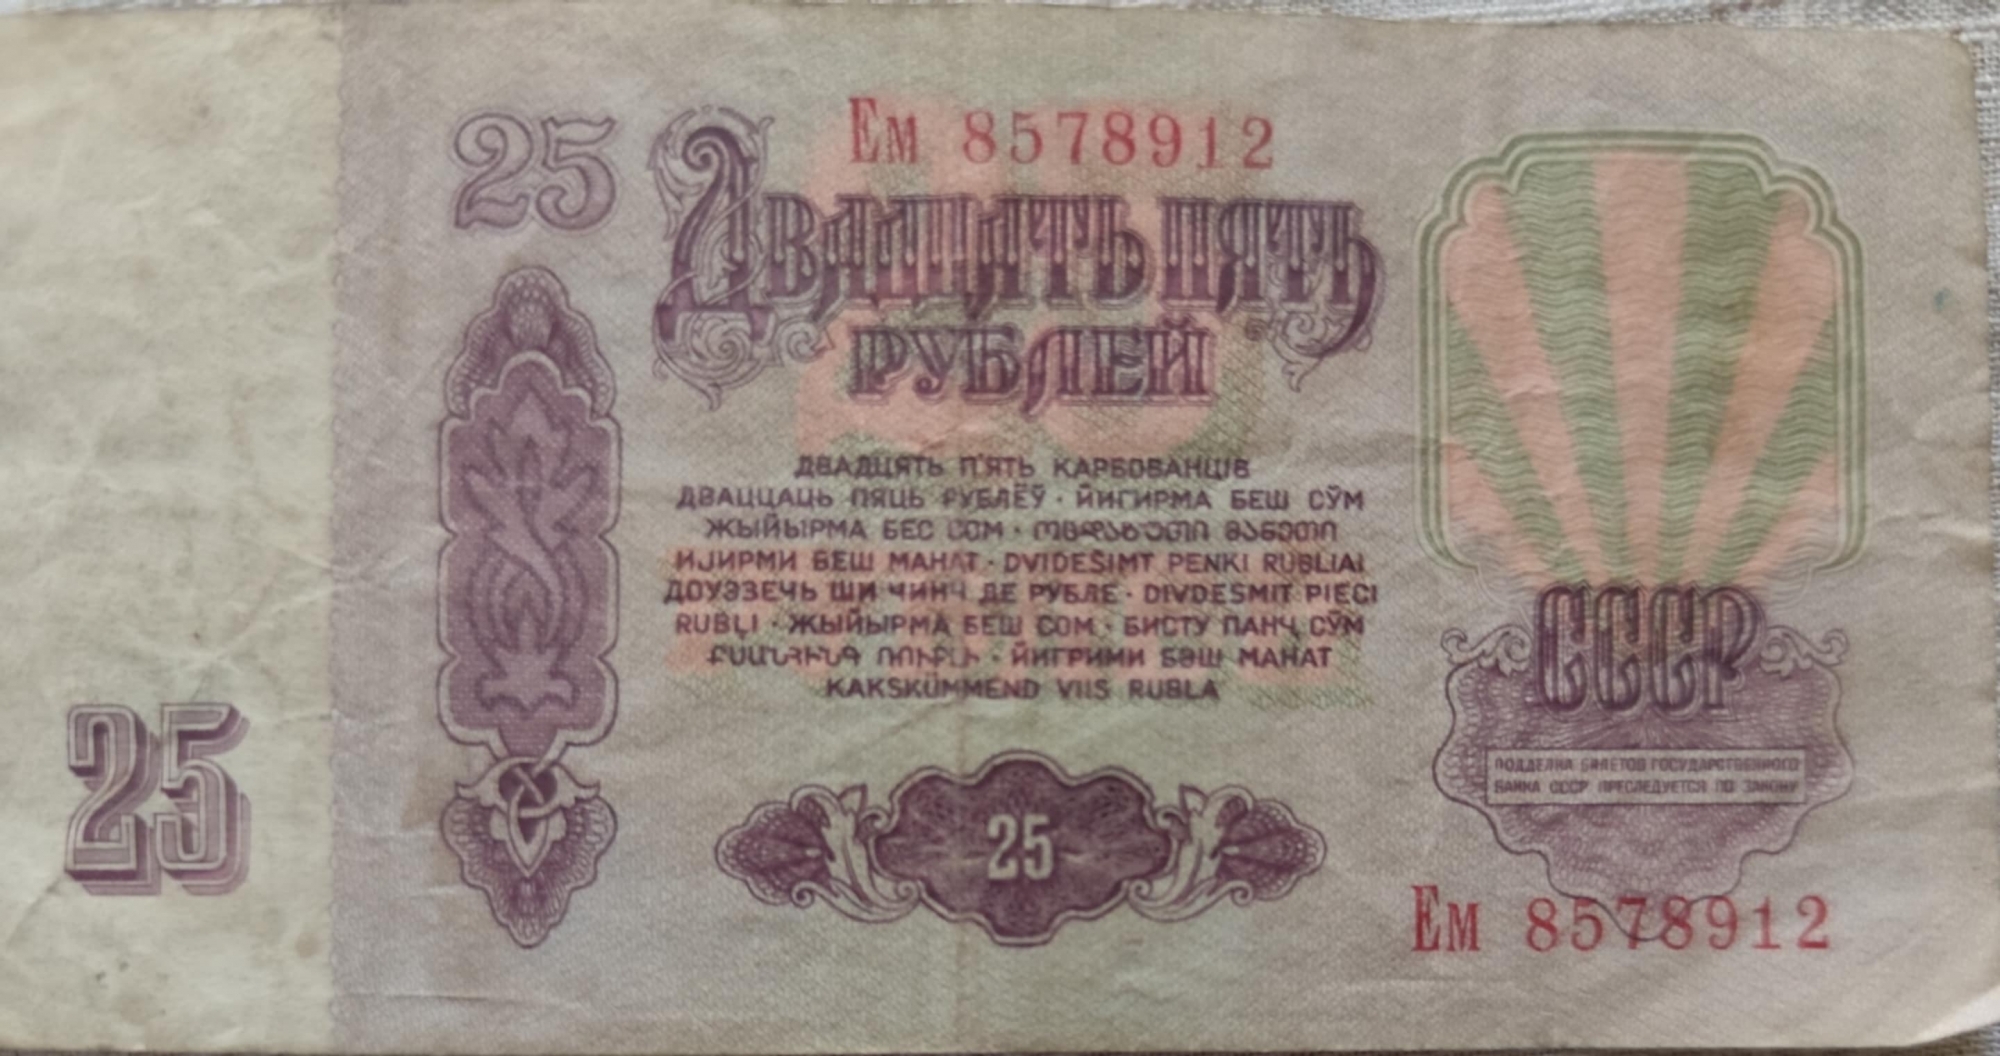 Ем 8578912
25
Двадцать пять
рублей
ДВАДЦЯТЬ П'ЯТЬ КАРБОВАНЦІВ
ДВАЦЦАЦЬ ПЯЦЬ РУБЛЁЎ · ЙИГИРМА БЕШ СЎМ
ЖЫЙЫРМА БЕС СОМ · ოცდახუთი მანეთი
ИЈИРМИ БЕШ МАНАТ · DVIDEŠIMT PENKI RUBLIAI
ДОУЭЗЕЧЬ ШИ ЧИНЧ ДЕ РУБЛЕ · DIVDESMIT PIECI
RUBĻI · ЖЫЙЫРМА БЕШ СОМ · БИСТУ ПАНҶ СЎМ
ՔՍԱՆՀԻՆԳ ՌՈՒԲԼԻ · ЙИГРИМИ БӘШ МАНАТ
KAKSKÜMMEND VIIS RUBLA
СССР
ПОДДЕЛКА БИЛЕТОВ ГОСУДАРСТВЕННОГО
БАНКА СССР ПРЕСЛЕДУЕТСЯ ПО ЗАКОНУ
25
25
Ем 8578912